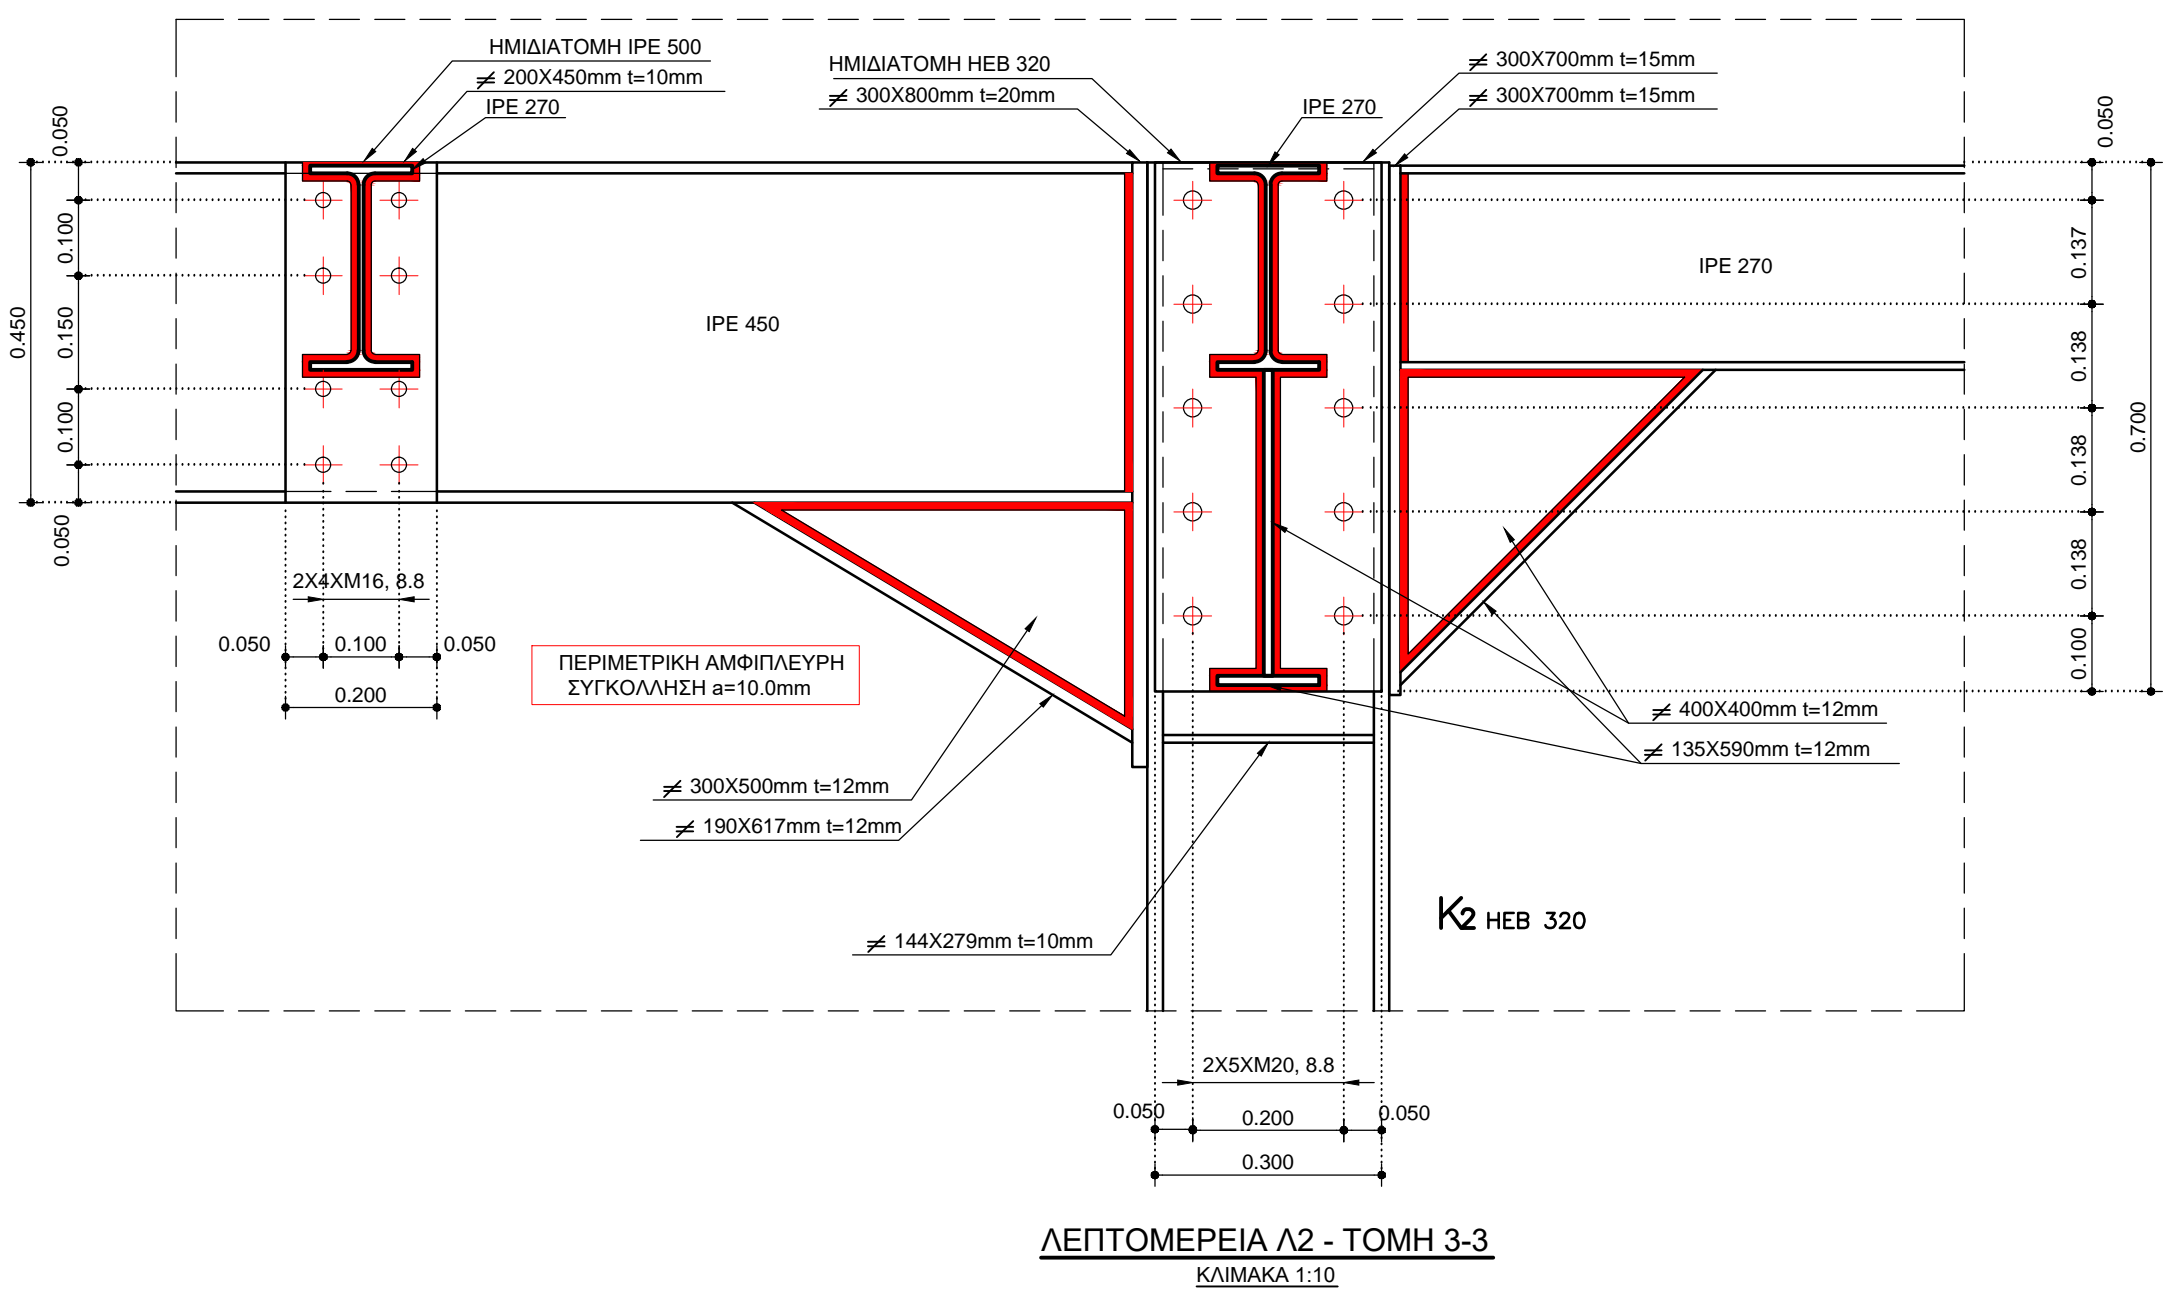 ΗΜΙΔΙΑΤΟΜΗ IPE 500
≠ 200X450mm t=10mm
IPE 270
ΗΜΙΔΙΑΤΟΜΗ HEB 320
≠ 300X800mm t=20mm
IPE 270
≠ 300X700mm t=15mm
≠ 300X700mm t=15mm
0.050
0.100
0.150
0.100
0.050
0.450
IPE 450
IPE 270
0.050
0.137
0.138
0.138
0.138
0.100
0.700
2X4XM16, 8.8
0.050
0.100
0.050
0.200
ΠΕΡΙΜΕΤΡΙΚΗ ΑΜΦΙΠΛΕΥΡΗ
ΣΥΓΚΟΛΛΗΣΗ a=10.0mm
≠ 400X400mm t=12mm
≠ 135X590mm t=12mm
≠ 300X500mm t=12mm
≠ 190X617mm t=12mm
≠ 144X279mm t=10mm
K2 HEB 320
2X5XM20, 8.8
0.050
0.200
0.050
0.300
ΛΕΠΤΟΜΕΡΕΙΑ Λ2 - ΤΟΜΗ 3-3
ΚΛΙΜΑΚΑ 1:10